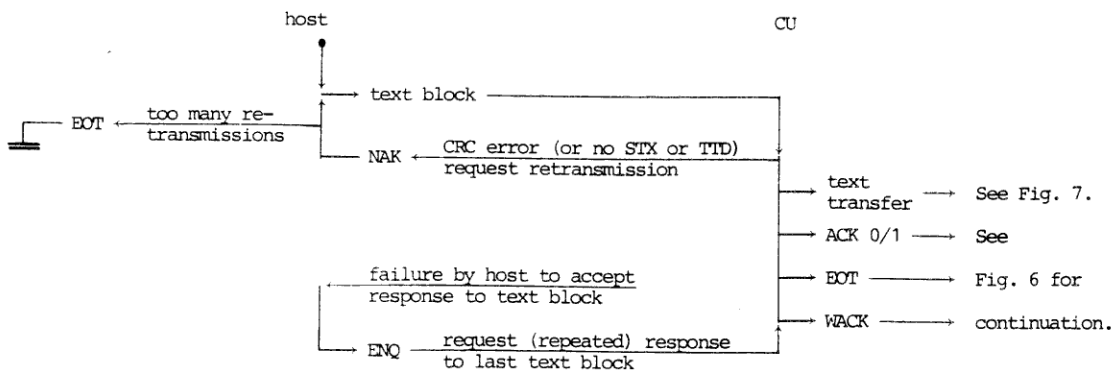 host CU
text block
EOT too many re-
transmissions
NAK CRC error (or no STX or TTD)
request retransmission
text
transfer See Fig. 7.
ACK 0/1 See
failure by host to accept
response to text block
EOT Fig. 6 for
WACK continuation.
ENQ request (repeated) response
to last text block